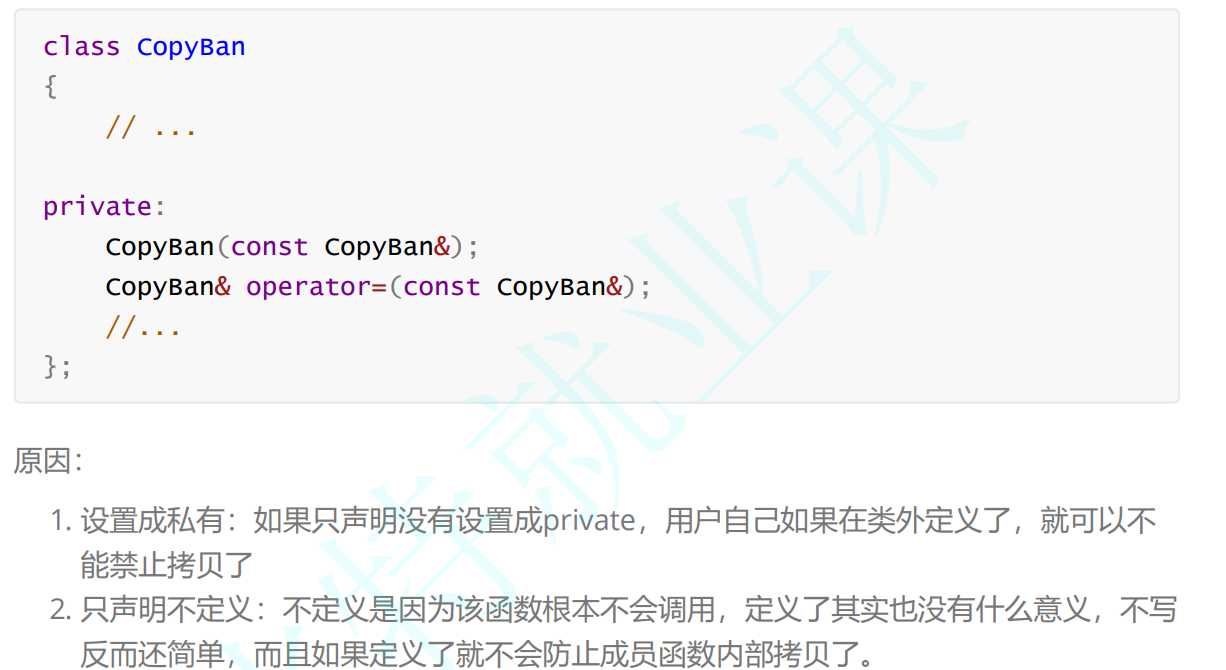 class CopyBan
{
    // ...
private:
    CopyBan(const CopyBan&);
    CopyBan& operator=(const CopyBan&);
    //...
};
原因：
1. 设置成私有：如果只声明没有设置成private，用户自己如果在类外定义了，就可以不
能禁止拷贝了
2. 只声明不定义：不定义是因为该函数根本不会调用，定义了其实也没有什么意义，不写
反而还简单，而且如果定义了就不会防止成员函数内部拷贝了。
特就业课